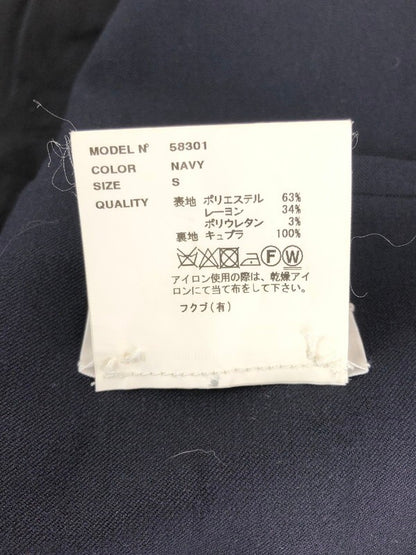 MODEL Nº 58301
COLOR NAVY
SIZE S
QUALITY 表地 ポリエステル 63%
レーヨン 34%
ポリウレタン 3%
裏地 キュプラ 100%
F W
アイロン使用の際は、乾燥アイ
ロンにて当て布をして下さい。
フクゾ(有)